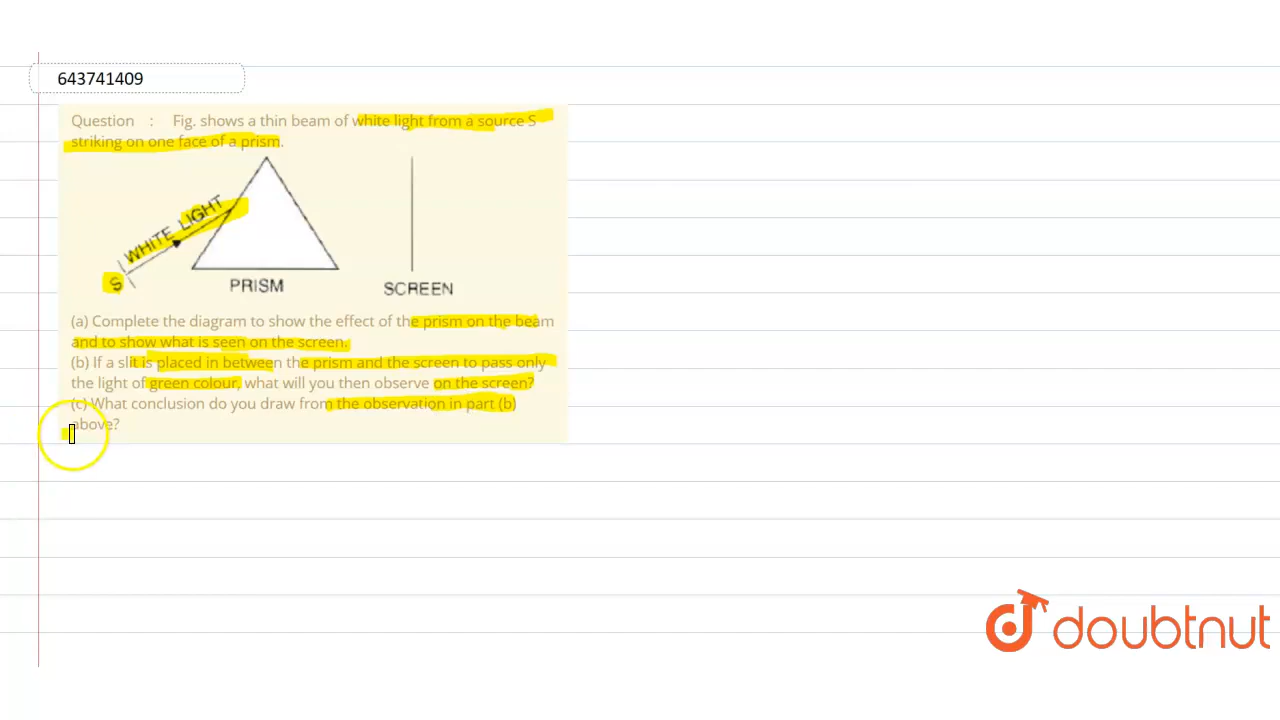 643741409
Question : Fig. shows a thin beam of white light from a source S
striking on one face of a prism.
WHITE LIGHT
S
PRISM
SCREEN
(a) Complete the diagram to show the effect of the prism on the beam
and to show what is seen on the screen.
(b) If a slit is placed in between the prism and the screen to pass only
the light of green colour, what will you then observe on the screen?
(c) What conclusion do you draw from the observation in part (b)
above?
doubtnut